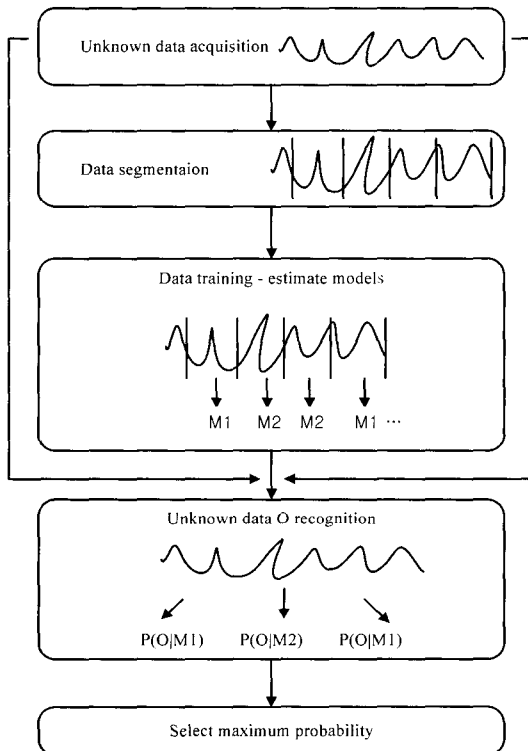 Unknown data acquisition
Data segmentaion
Data training - estimate models
M1 M2 M2 M1 ···
Unknown data O recognition
P(O|M1) P(O|M2) P(O|M1)
Select maximum probability